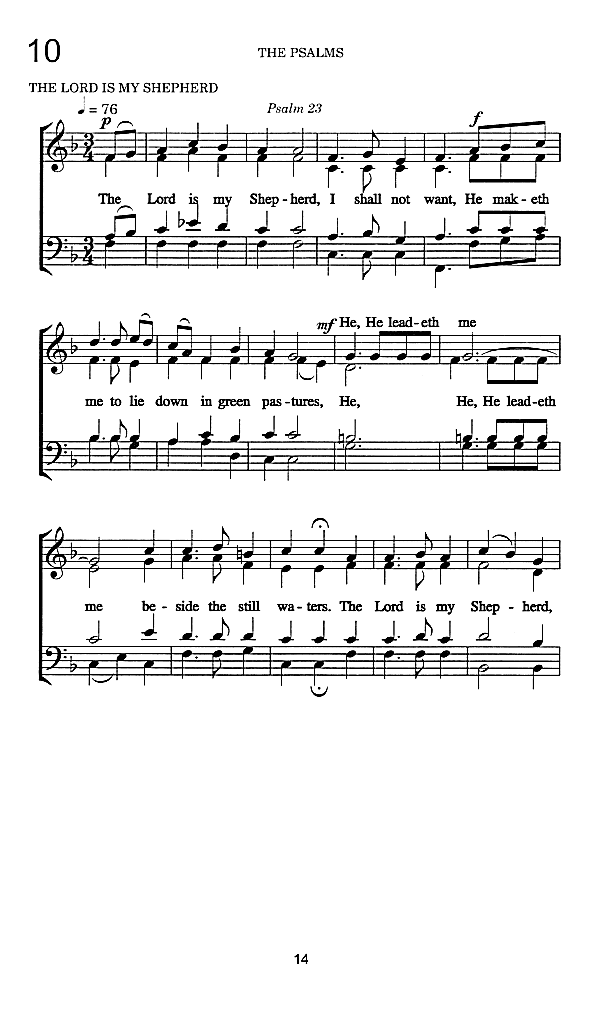 10
THE PSALMS
THE LORD IS MY SHEPHERD
♩ = 76
Psalm 23
p
f
The Lord is my Shep - herd, I shall not want, He mak - eth
mf He, He lead - eth me
me to lie down in green pas - tures, He, He, He lead - eth
me be - side the still wa - ters. The Lord is my Shep - herd,
14